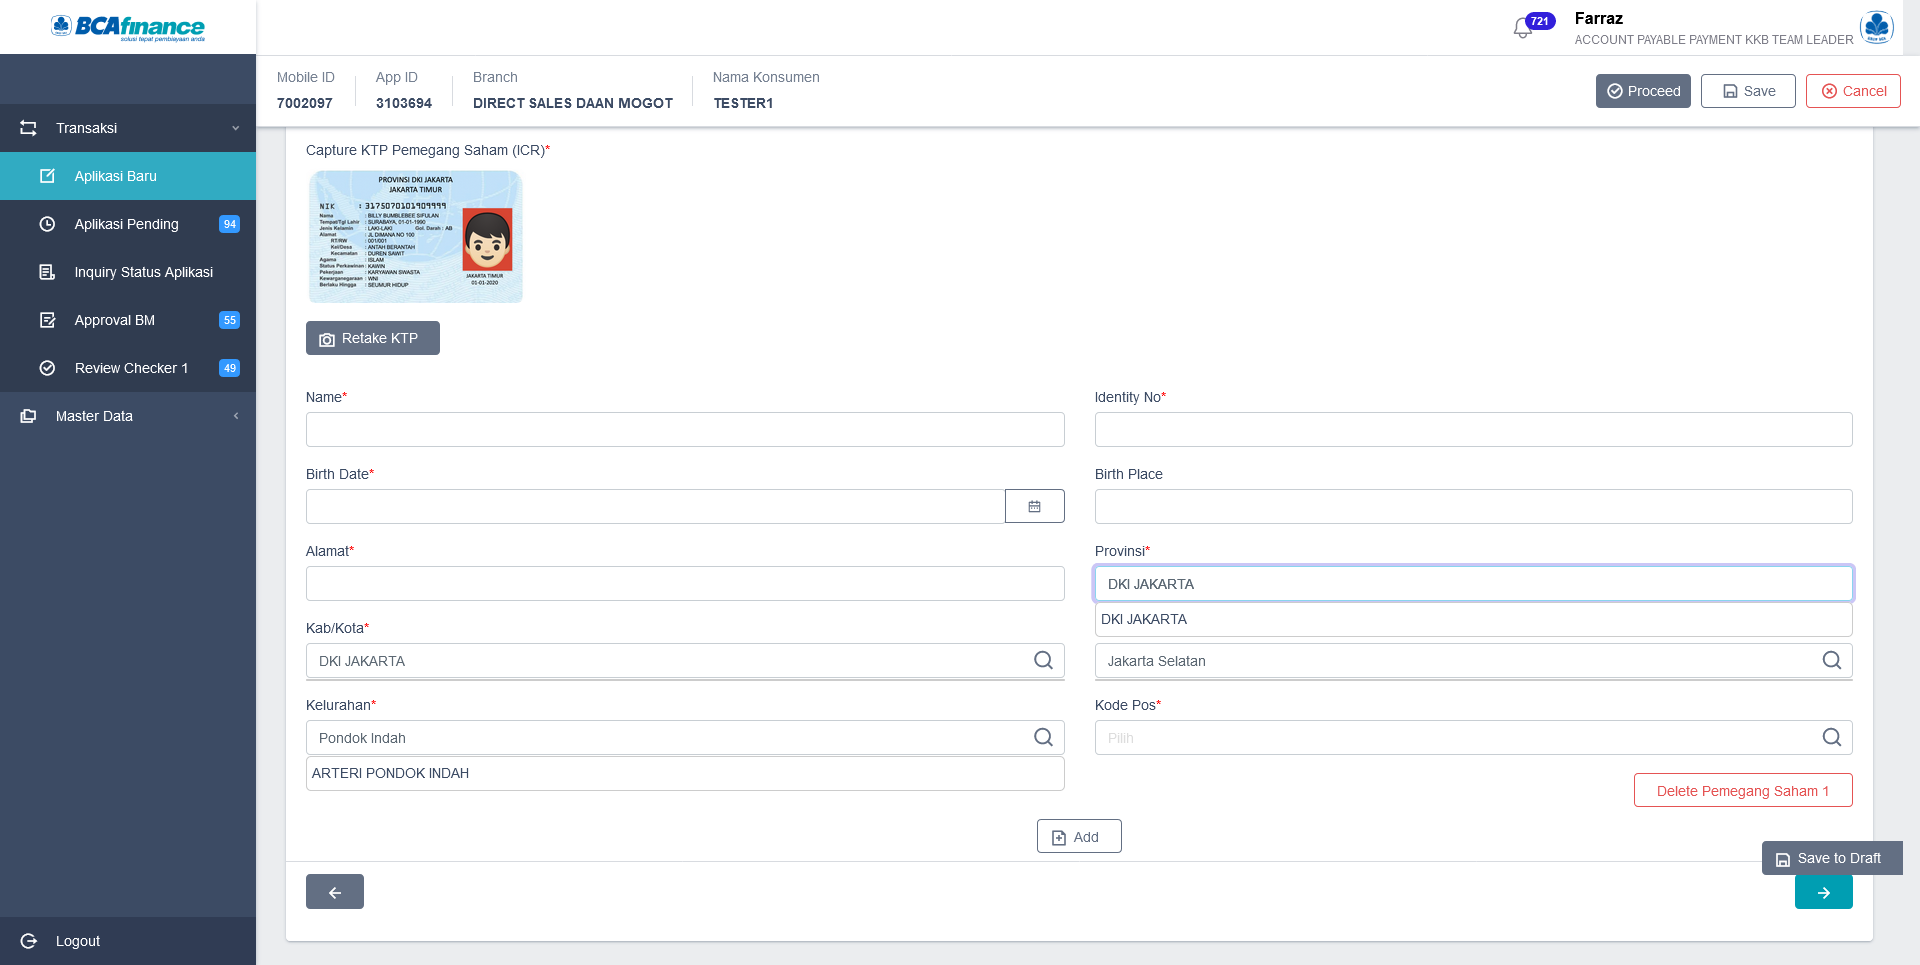 BCAfinance
solusi tepat pembiayaan anda
721
Farraz
ACCOUNT PAYABLE PAYMENT KKB TEAM LEADER
Mobile ID
7002097
App ID
3103694
Branch
DIRECT SALES DAAN MOGOT
Nama Konsumen
TESTER1
Proceed
Save
Cancel
Transaksi
Aplikasi Baru
Aplikasi Pending 94
Inquiry Status Aplikasi
Approval BM 55
Review Checker 1 49
Master Data
Logout
Capture KTP Pemegang Saham (ICR)*
PROVINSI DKI JAKARTA
JAKARTA TIMUR
NIK : 3175070101909999
Nama : BILLY BUMBLEBEE SIFULAN
Tempat/Tgl Lahir : SURABAYA, 01-01-1990
Jenis Kelamin : LAKI-LAKI Gol. Darah : AB
Alamat : JL DIMANA NO 100
RT/RW : 001/001
Kel/Desa : ANTAH BERANTAH
Kecamatan : DUREN SAWIT
Agama : ISLAM
Status Perkawinan : KAWIN
Pekerjaan : KARYAWAN SWASTA
Kewarganegaraan : WNI
Berlaku Hingga : SEUMUR HIDUP
JAKARTA TIMUR
01-01-2020
Retake KTP
Name*
Identity No*
Birth Date*
Birth Place
Alamat*
Provinsi*
DKI JAKARTA
DKI JAKARTA
Kab/Kota*
DKI JAKARTA
Jakarta Selatan
Kelurahan*
Kode Pos*
Pondok Indah
Pilih
ARTERI PONDOK INDAH
Delete Pemegang Saham 1
Add
Save to Draft